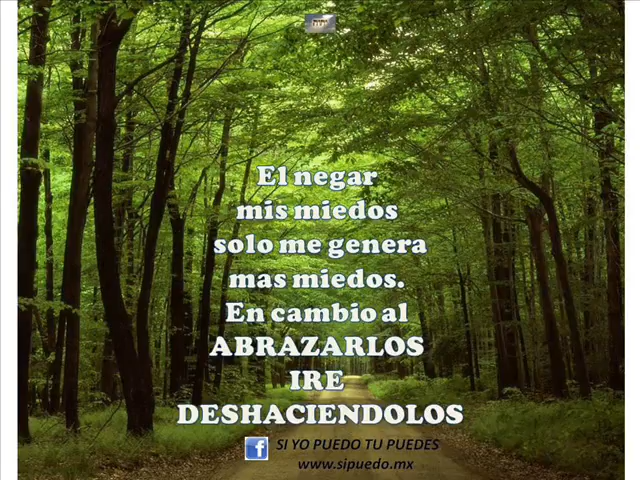 יהוה
El negar
mis miedos
solo me genera
mas miedos.
En cambio al
ABRAZARLOS
IRE
DESHACIENDOLOS
f SI YO PUEDO TU PUEDES
www.sipuedo.mx